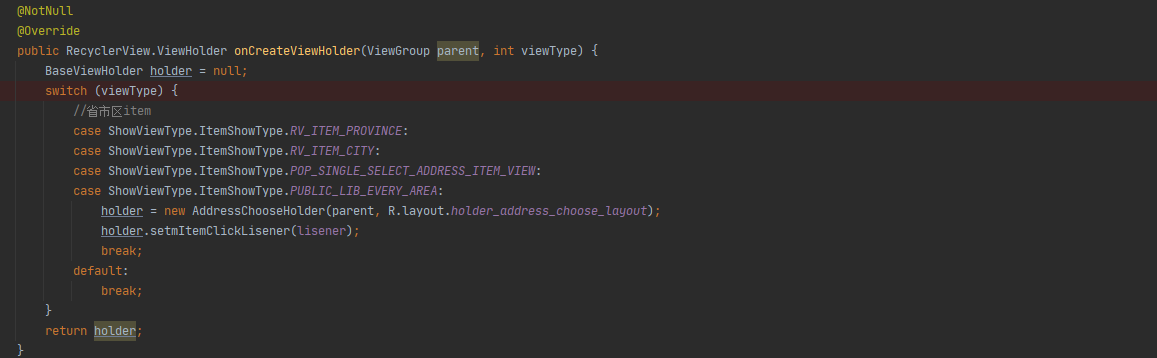 @NotNull
@Override
public RecyclerView.ViewHolder onCreateViewHolder(ViewGroup parent, int viewType) {
BaseViewHolder holder = null;
switch (viewType) {
//省市区item
case ShowViewType.ItemShowType.RV_ITEM_PROVINCE:
case ShowViewType.ItemShowType.RV_ITEM_CITY:
case ShowViewType.ItemShowType.POP_SINGLE_SELECT_ADDRESS_ITEM_VIEW:
case ShowViewType.ItemShowType.PUBLIC_LIB_EVERY_AREA:
holder = new AddressChooseHolder(parent, R.layout.holder_address_choose_layout);
holder.setmItemClickLisener(lisener);
break;
default:
break;
}
return holder;
}